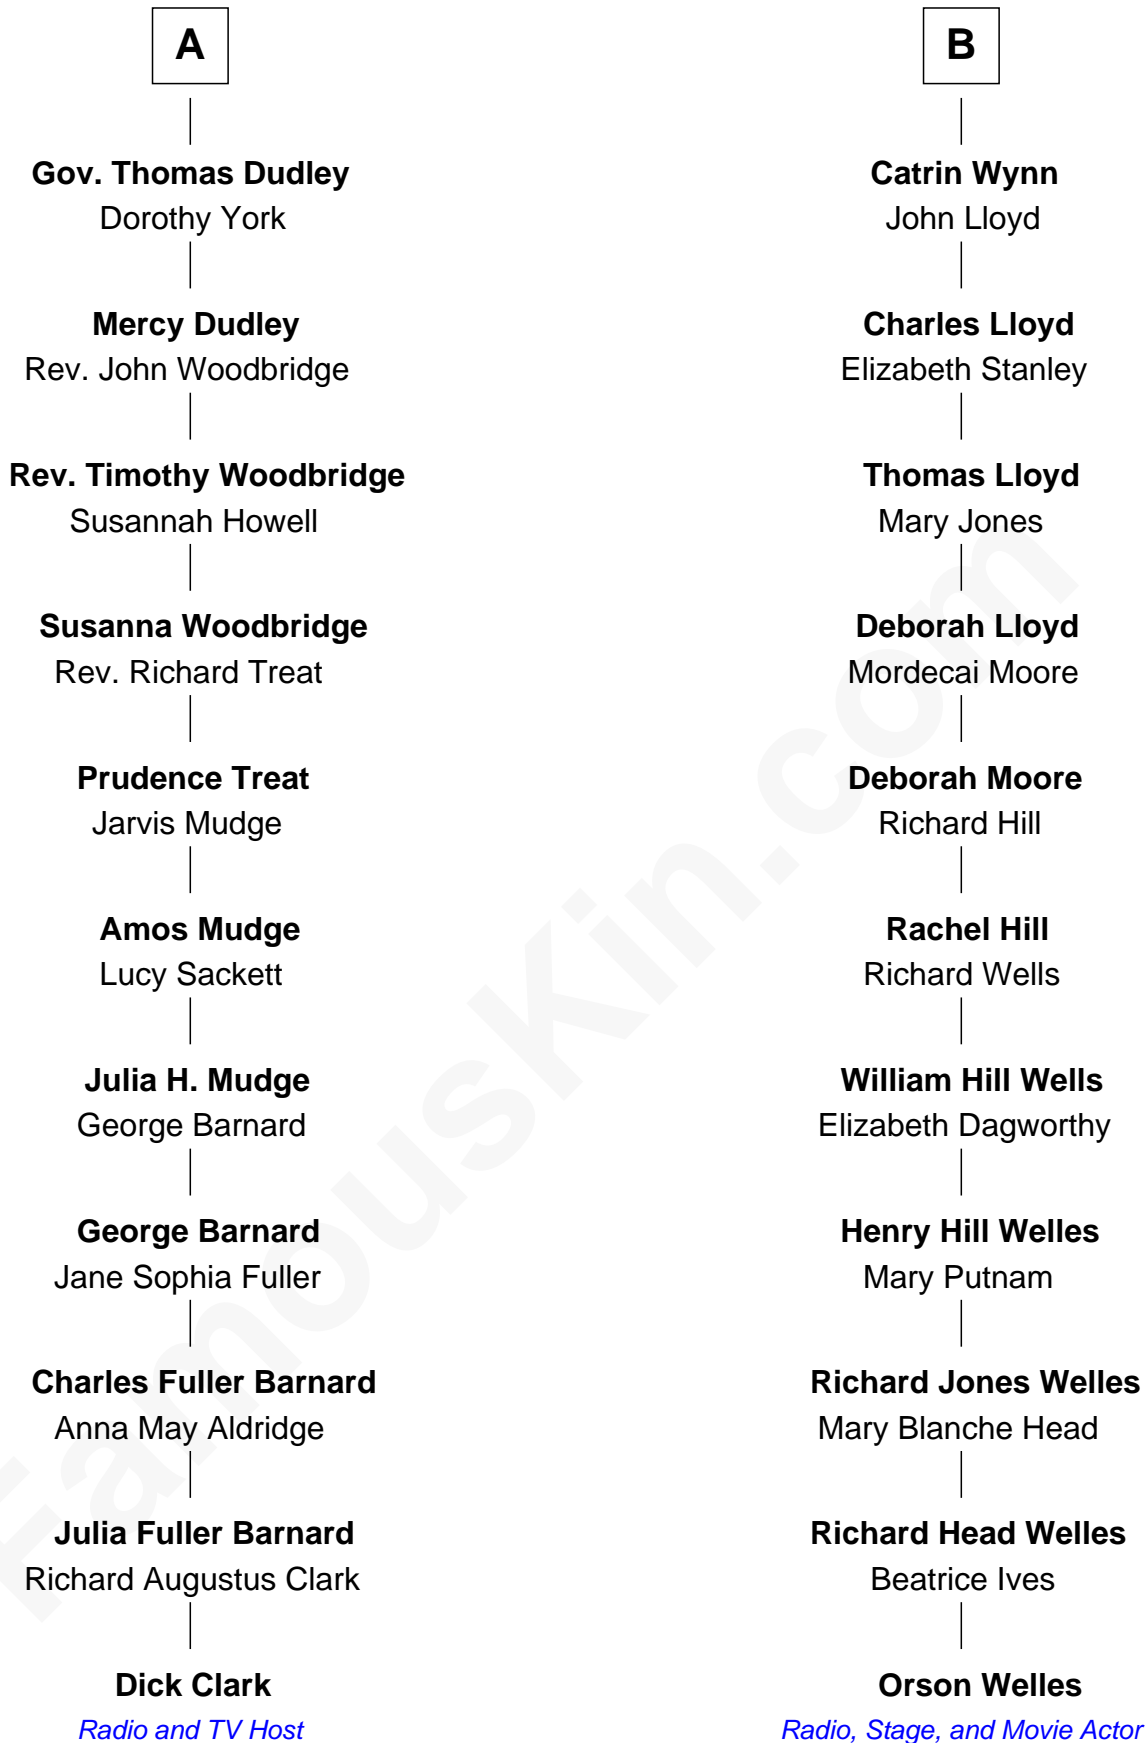 A
Gov. Thomas Dudley
Dorothy York
Mercy Dudley
Rev. John Woodbridge
Rev. Timothy Woodbridge
Susannah Howell
Susanna Woodbridge
Rev. Richard Treat
Prudence Treat
Jarvis Mudge
Amos Mudge
Lucy Sackett
Julia H. Mudge
George Barnard
George Barnard
Jane Sophia Fuller
Charles Fuller Barnard
Anna May Aldridge
Julia Fuller Barnard
Richard Augustus Clark
Dick Clark
Radio and TV Host
B
Catrin Wynn
John Lloyd
Charles Lloyd
Elizabeth Stanley
Thomas Lloyd
Mary Jones
Deborah Lloyd
Mordecai Moore
Deborah Moore
Richard Hill
Rachel Hill
Richard Wells
William Hill Wells
Elizabeth Dagworthy
Henry Hill Welles
Mary Putnam
Richard Jones Welles
Mary Blanche Head
Richard Head Welles
Beatrice Ives
Orson Welles
Radio, Stage, and Movie Actor
FamousKin.com